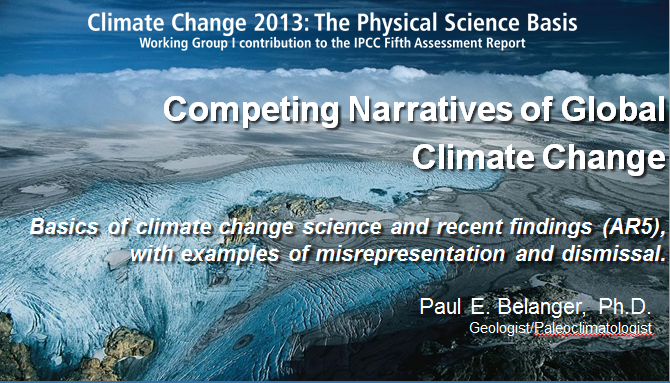 Climate Change 2013: The Physical Science Basis
Working Group I contribution to the IPCC Fifth Assessment Report
Competing Narratives of Global
Climate Change
Basics of climate change science and recent findings (AR5),
with examples of misrepresentation and dismissal.
Paul E. Belanger, Ph.D.
Geologist/Paleoclimatologist